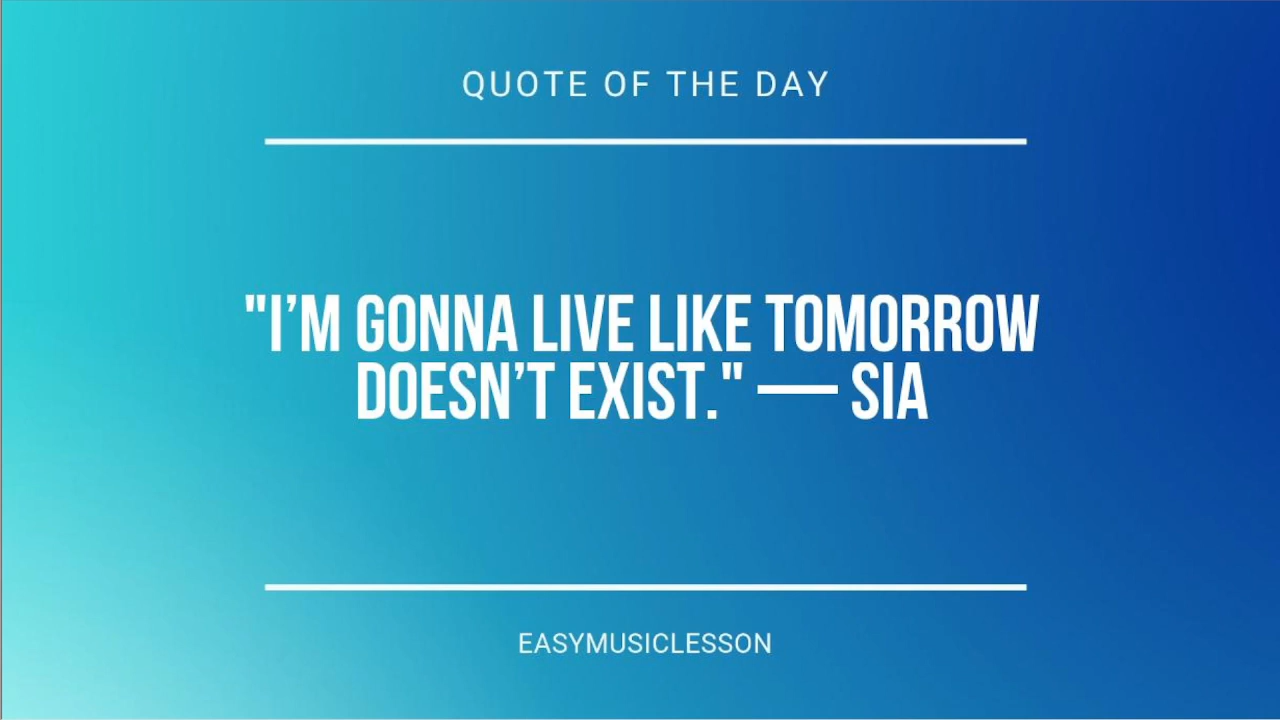 QUOTE OF THE DAY
"I’M GONNA LIVE LIKE TOMORROW
DOESN’T EXIST." — SIA
EASYMUSICLESSON